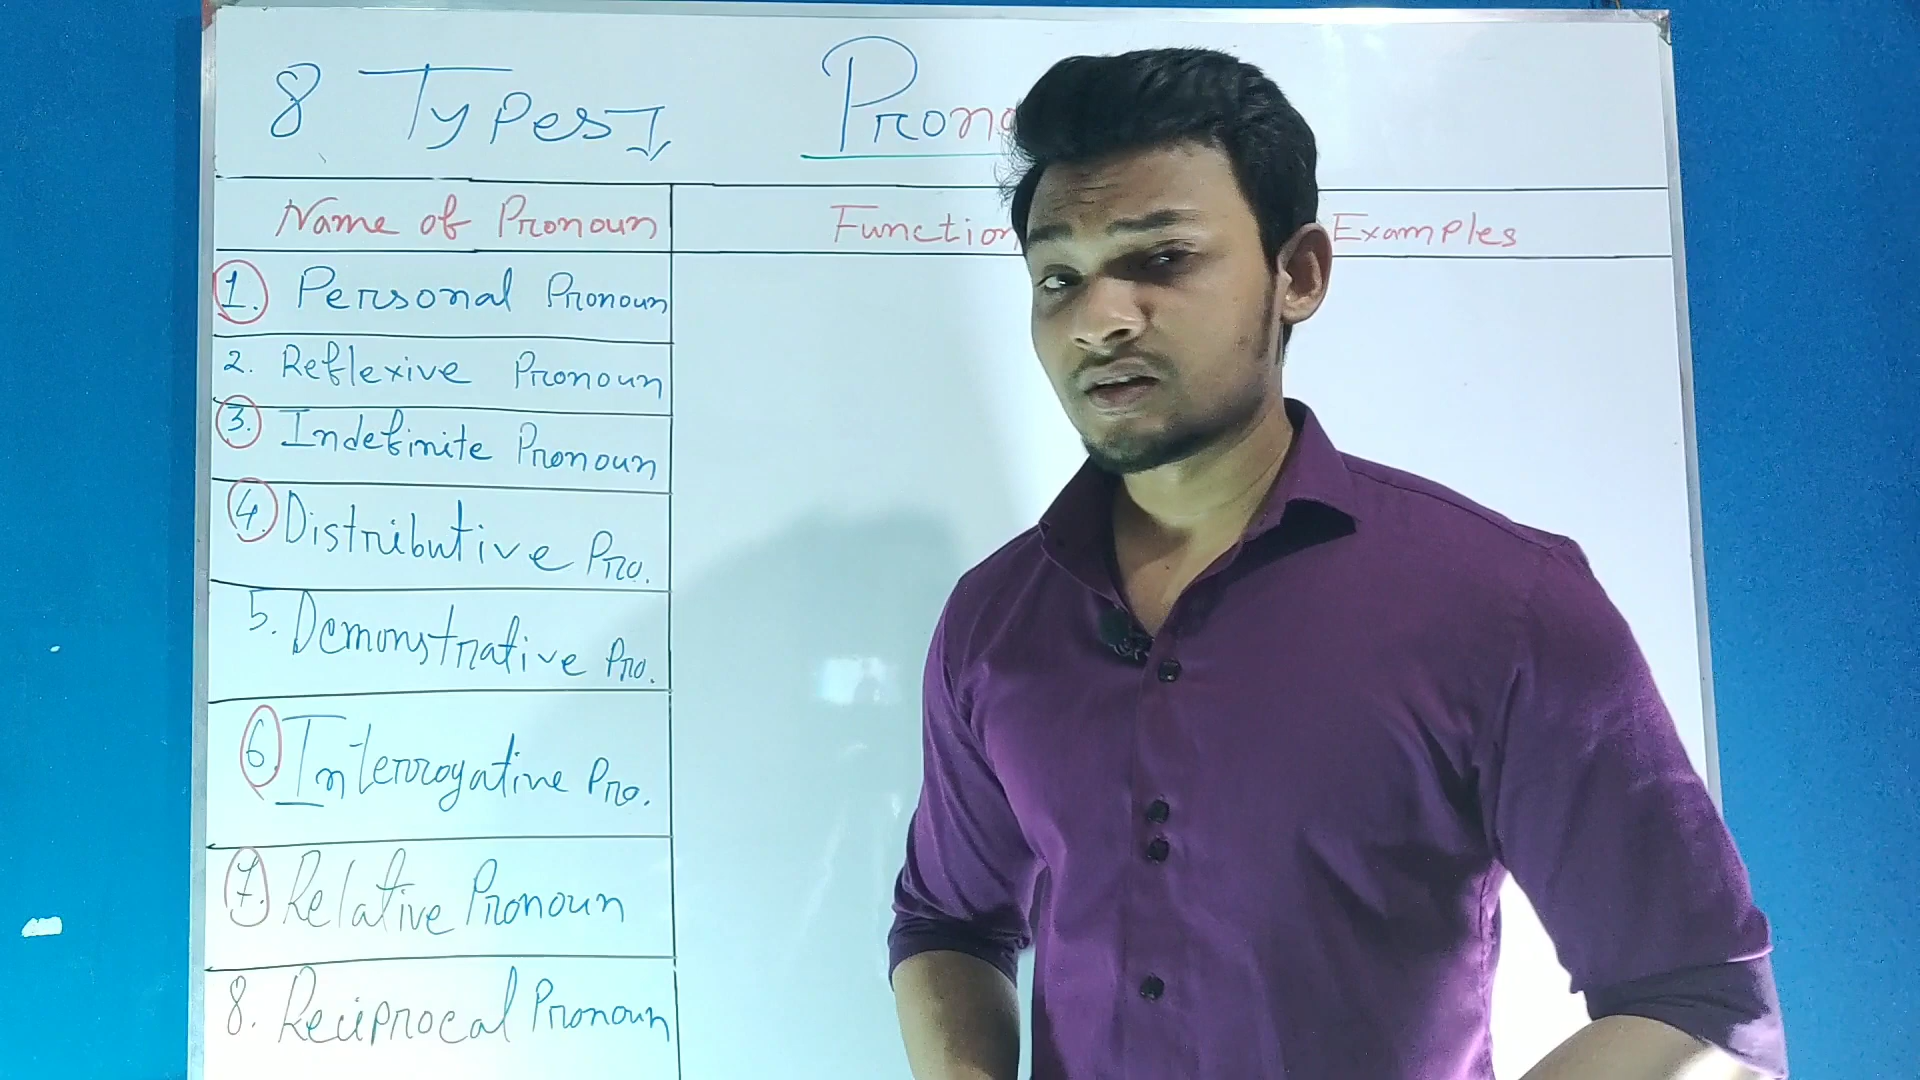 8 Types Prono
Name of Pronoun Function Examples
1. Personal Pronoun
2. Reflexive Pronoun
3. Indefinite Pronoun
4. Distributive Pro.
5. Demonstrative Pro.
6. Interrogative Pro.
7. Relative Pronoun
8. Reciprocal Pronoun